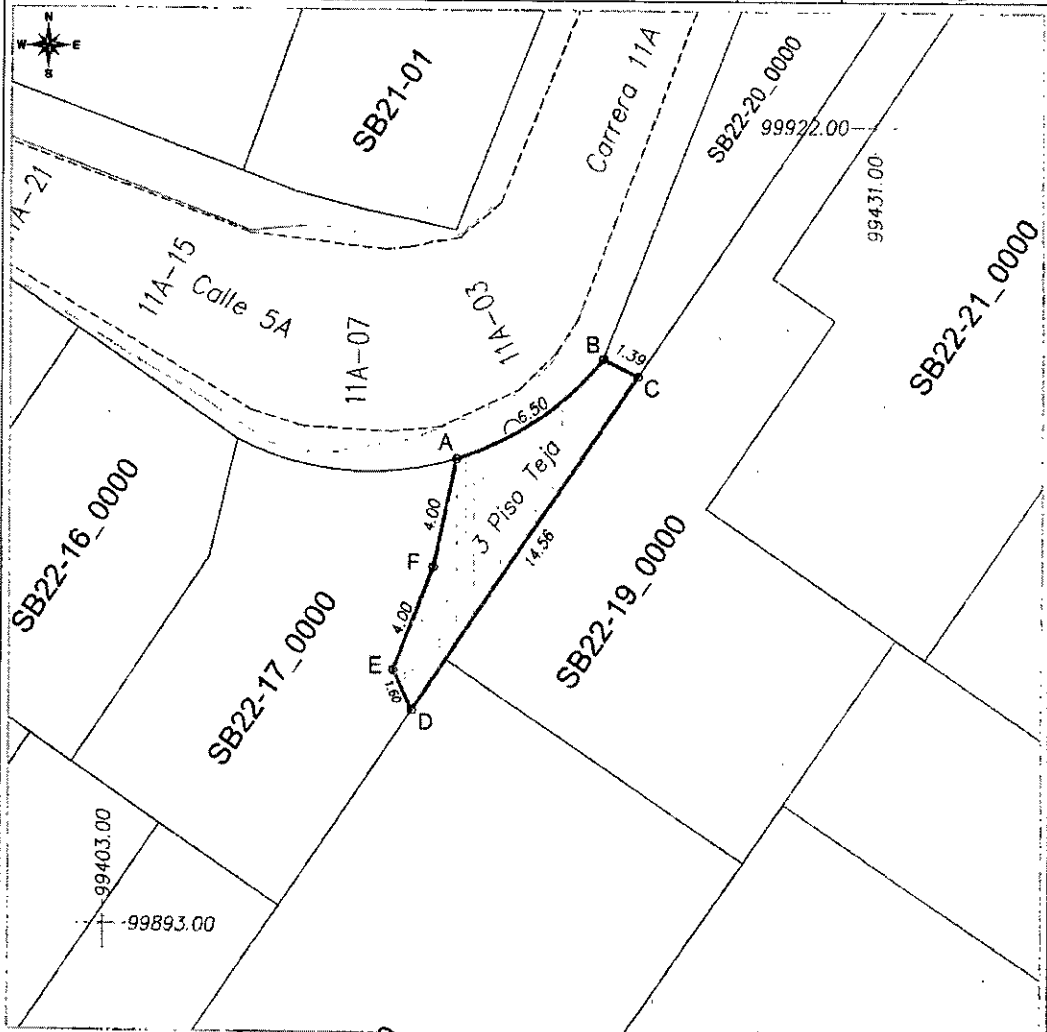 N
W E
S
SB21-01
Carrera 11A
SB22-20_0000
99922.00
99431.00
11A-15
Calle 5A
11A-07
11A-03
SB22-21_0000
B
1.39
C
6.50
A
3 Piso Teja
4.00
14.56
F
SB22-16_0000
4.00
SB22-19_0000
SB22-17_0000
E
1.60
D
99403.00
99893.00